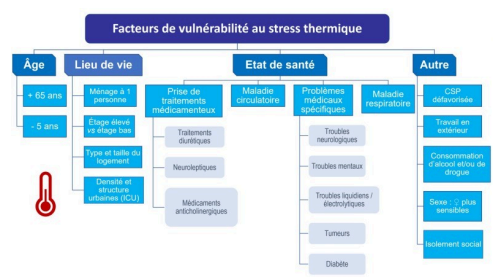 Facteurs de vulnérabilité au stress thermique
Âge
+ 65 ans
- 5 ans
Lieu de vie
Ménage à 1
personne
Étage élevé
vs étage bas
Type et taille du
logement
Densité et
structure
urbaines (ICU)
Etat de santé
Prise de
traitements
médicamenteux
Traitements
diurétiques
Neuroleptiques
Médicaments
anticholinergiques
Maladie
circulatoire
Problèmes
médicaux
spécifiques
Troubles
neurologiques
Troubles mentaux
Troubles liquidiens /
électrolytiques
Tumeurs
Diabète
Maladie
respiratoire
Autre
CSP
défavorisée
Travail en
extérieur
Consommation
d'alcool et/ou de
drogue
Sexe : ♀ plus
sensibles
Isolement social